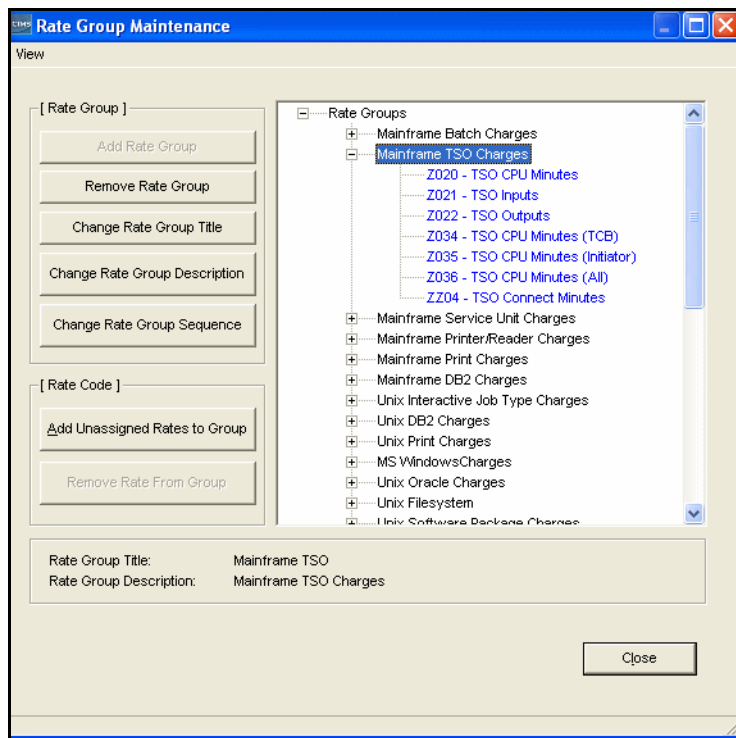 CIMS Rate Group Maintenance
View
[ Rate Group ]
Add Rate Group
Remove Rate Group
Change Rate Group Title
Change Rate Group Description
Change Rate Group Sequence
[ Rate Code ]
Add Unassigned Rates to Group
Remove Rate From Group
Rate Groups
Mainframe Batch Charges
Mainframe TSO Charges
Z020 - TSO CPU Minutes
Z021 - TSO Inputs
Z022 - TSO Outputs
Z034 - TSO CPU Minutes (TCB)
Z035 - TSO CPU Minutes (Initiator)
Z036 - TSO CPU Minutes (All)
ZZ04 - TSO Connect Minutes
Mainframe Service Unit Charges
Mainframe Printer/Reader Charges
Mainframe Print Charges
Mainframe DB2 Charges
Unix Interactive Job Type Charges
Unix DB2 Charges
Unix Print Charges
MS WindowsCharges
Unix Oracle Charges
Unix Filesystem
Unix Software Package Charges
Rate Group Title: Mainframe TSO
Rate Group Description: Mainframe TSO Charges
Close